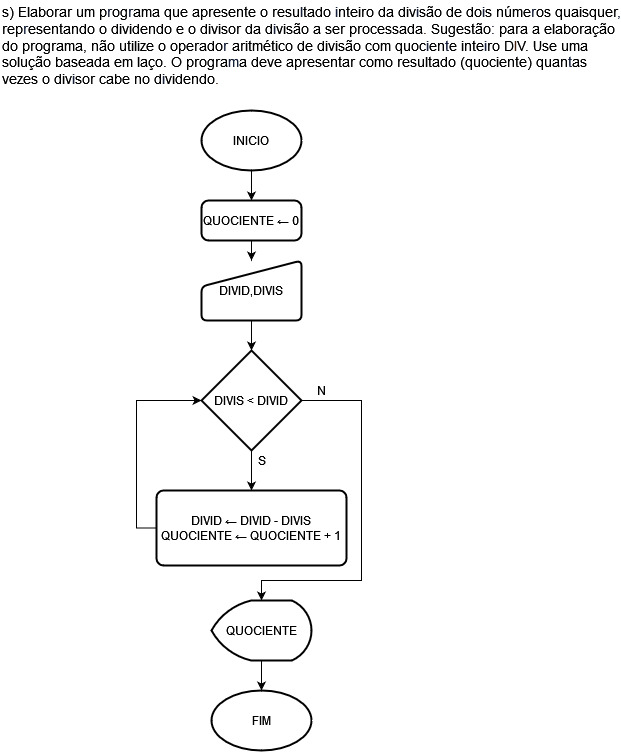 s) Elaborar um programa que apresente o resultado inteiro da divisão de dois números quaisquer,
representando o dividendo e o divisor da divisão a ser processada. Sugestão: para a elaboração
do programa, não utilize o operador aritmético de divisão com quociente inteiro DIV. Use uma
solução baseada em laço. O programa deve apresentar como resultado (quociente) quantas
vezes o divisor cabe no dividendo.
INICIO
QUOCIENTE ← 0
DIVID,DIVIS
DIVIS < DIVID
N
S
DIVID ← DIVID - DIVIS
QUOCIENTE ← QUOCIENTE + 1
QUOCIENTE
FIM